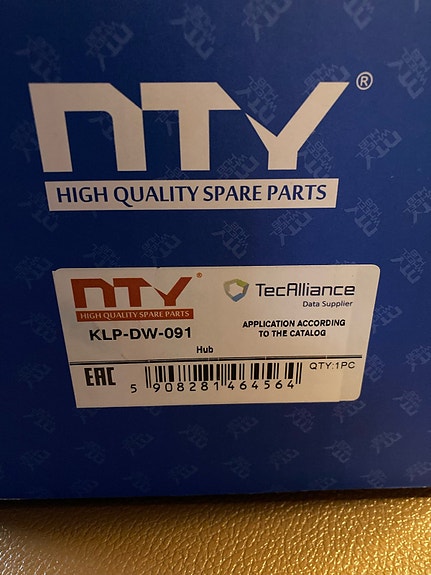 NTY®
HIGH QUALITY SPARE PARTS
NTY®
HIGH QUALITY SPARE PARTS
TecAlliance
Data Supplier
KLP-DW-091
APPLICATION ACCORDING
TO THE CATALOG
Hub
QTY:1PC
EAC
5 908281 464564